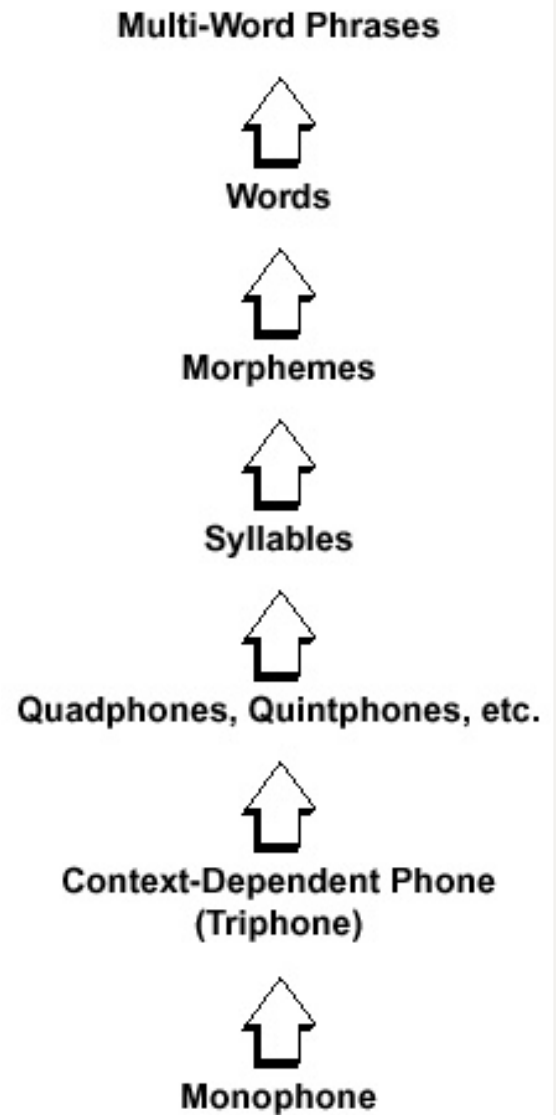 Multi-Word Phrases
Words
Morphemes
Syllables
Quadphones, Quintphones, etc.
Context-Dependent Phone
(Triphone)
Monophone